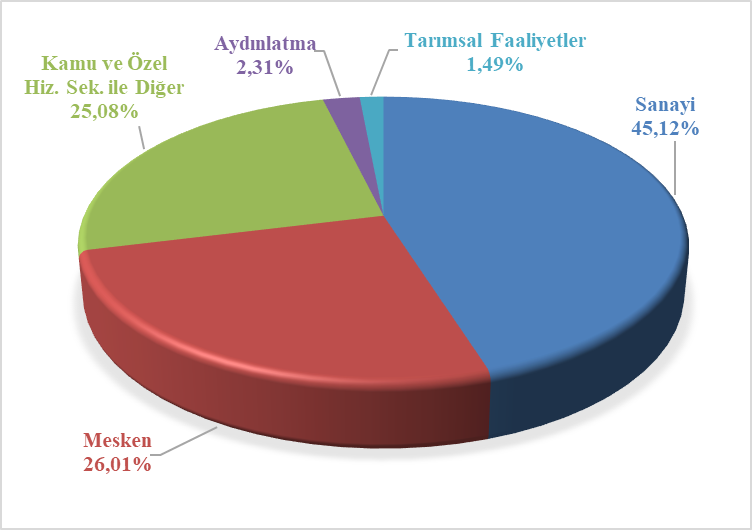 Aydınlatma
2,31%
Tarımsal Faaliyetler
1,49%
Kamu ve Özel
Hiz. Sek. ile Diğer
25,08%
Sanayi
45,12%
Mesken
26,01%